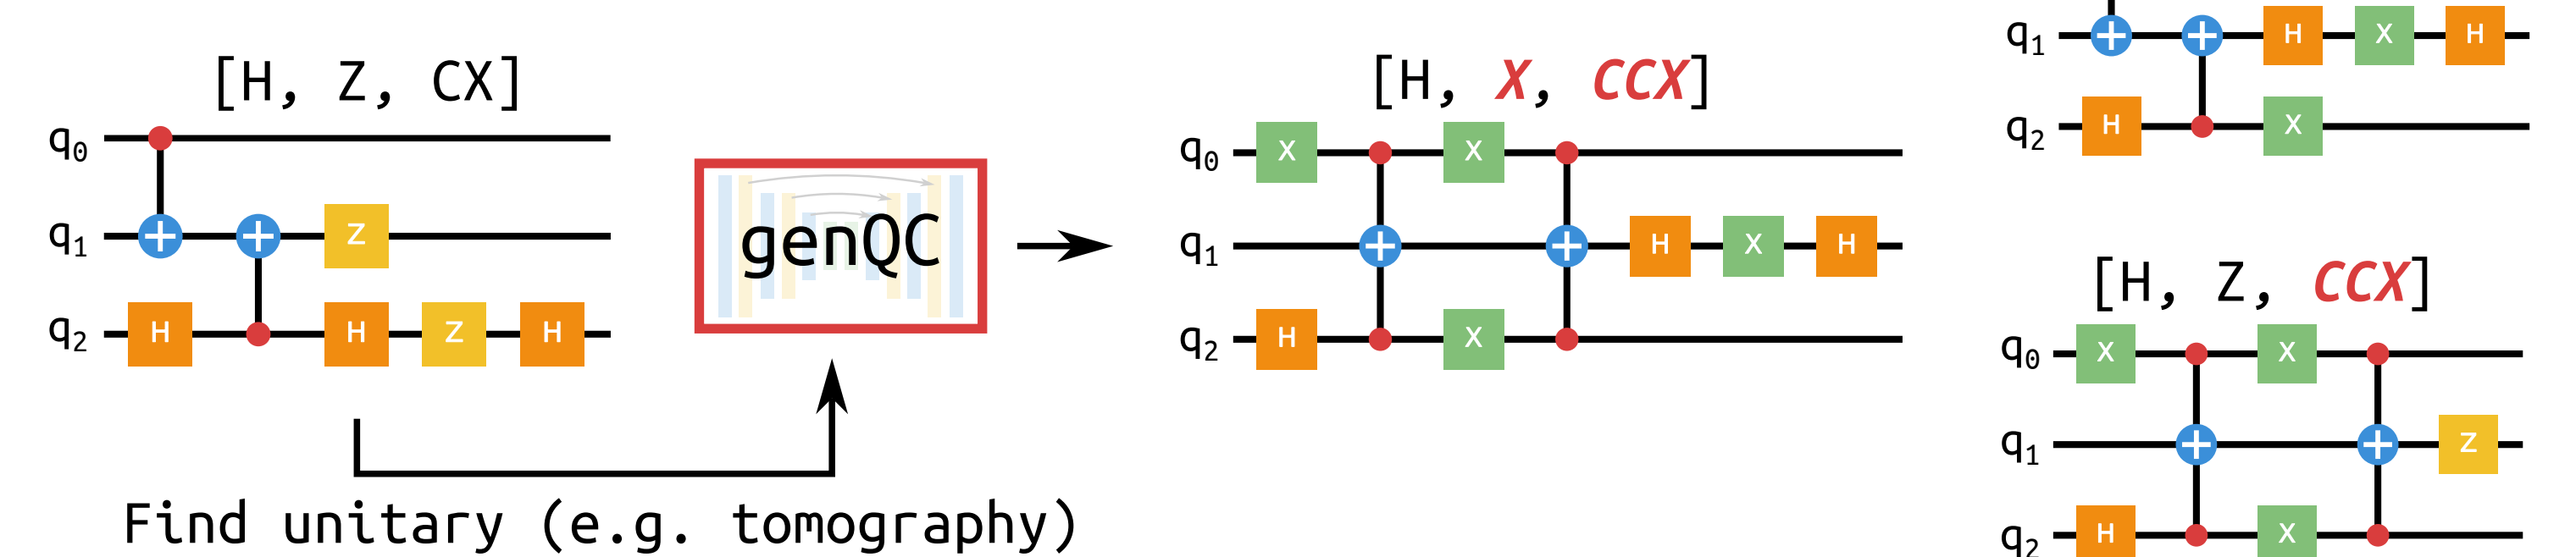 [H, Z, CX]
q0
q1
Z
q2
H
H
Z
H
Find unitary (e.g. tomography)
genQC
[H, X, CCX]
q0
X
X
q1
H
X
H
q2
H
X
q1
H
X
H
q2
H
X
[H, Z, CCX]
q0
X
X
q1
Z
q2
H
X